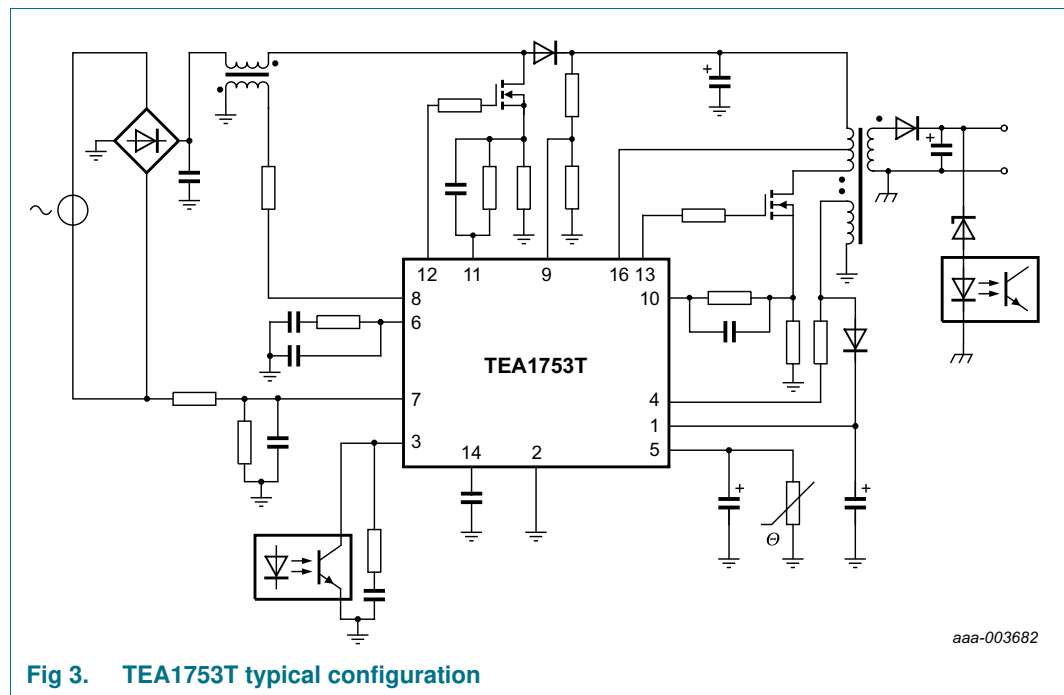 +
+
12 11 9 16 13
8 10
6
TEA1753T
7 4
1
3 14 2 5
+ +
Θ
aaa-003682
Fig 3. TEA1753T typical configuration